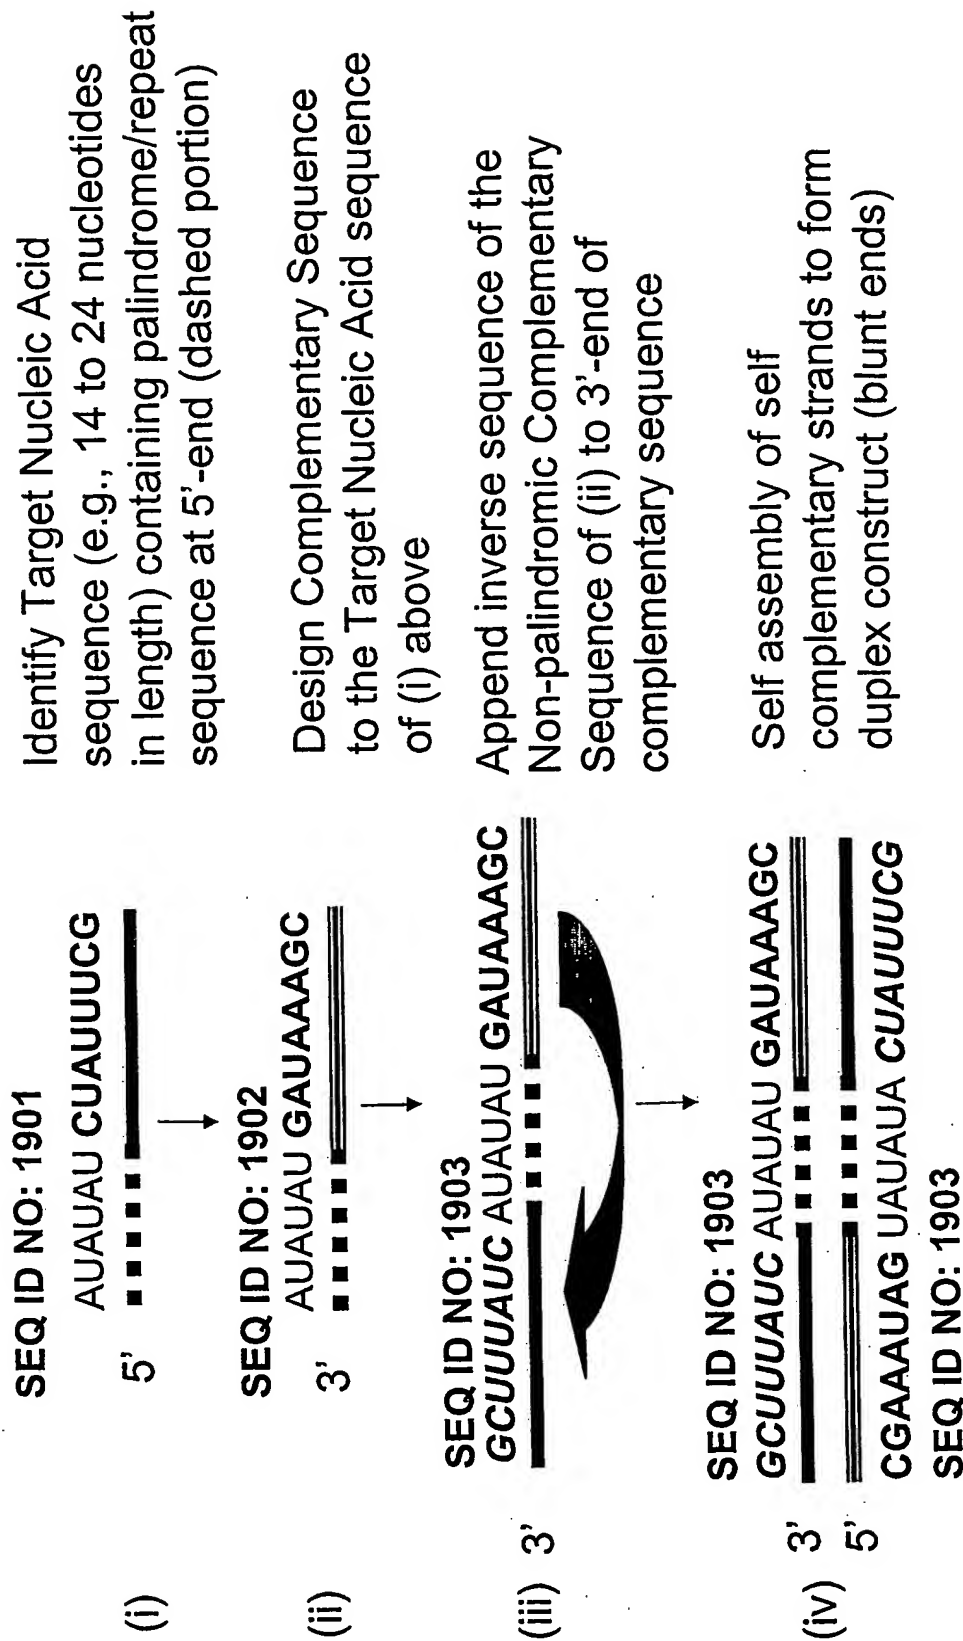 SEQ ID NO: 1901
AUAUAU CUAUUUCG
(i)
5’
Identify Target Nucleic Acid
sequence (e.g., 14 to 24 nucleotides
in length) containing palindrome/repeat
sequence at 5’-end (dashed portion)
SEQ ID NO: 1902
AUAUAU GAUAAAGC
(ii)
3’
Design Complementary Sequence
to the Target Nucleic Acid sequence
of (i) above
SEQ ID NO: 1903
GCUUUAUC AUAUAU GAUAAAGC
(iii) 3’
Append inverse sequence of the
Non-palindromic Complementary
Sequence of (ii) to 3’-end of
complementary sequence
SEQ ID NO: 1903
GCUUUAUC AUAUAU GAUAAAGC
3’
(iv)
5’
CGAAAUAG UAUAUA CUAUUUCG
SEQ ID NO: 1903
Self assembly of self
complementary strands to form
duplex construct (blunt ends)